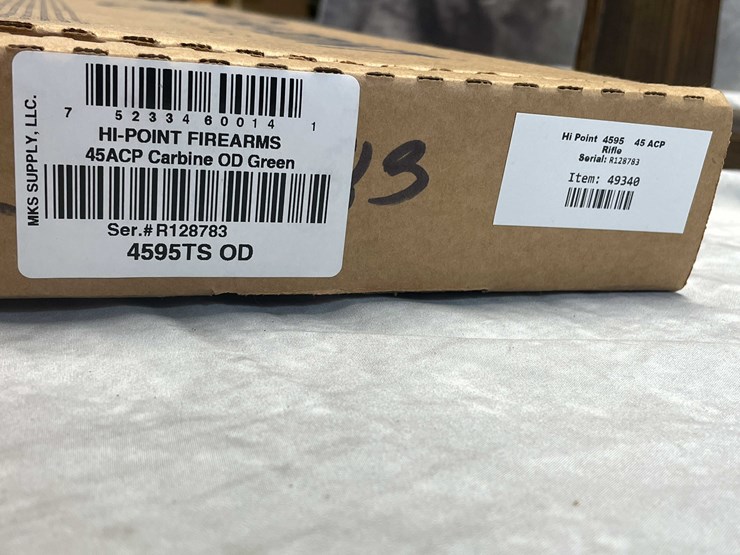 MKS SUPPLY, LLC.
7 52334 60014 1
HI-POINT FIREARMS
45ACP Carbine OD Green
Ser.# R128783
4595TS OD
Hi Point 4595 45 ACP
Rifle
Serial: R128783
Item: 49340